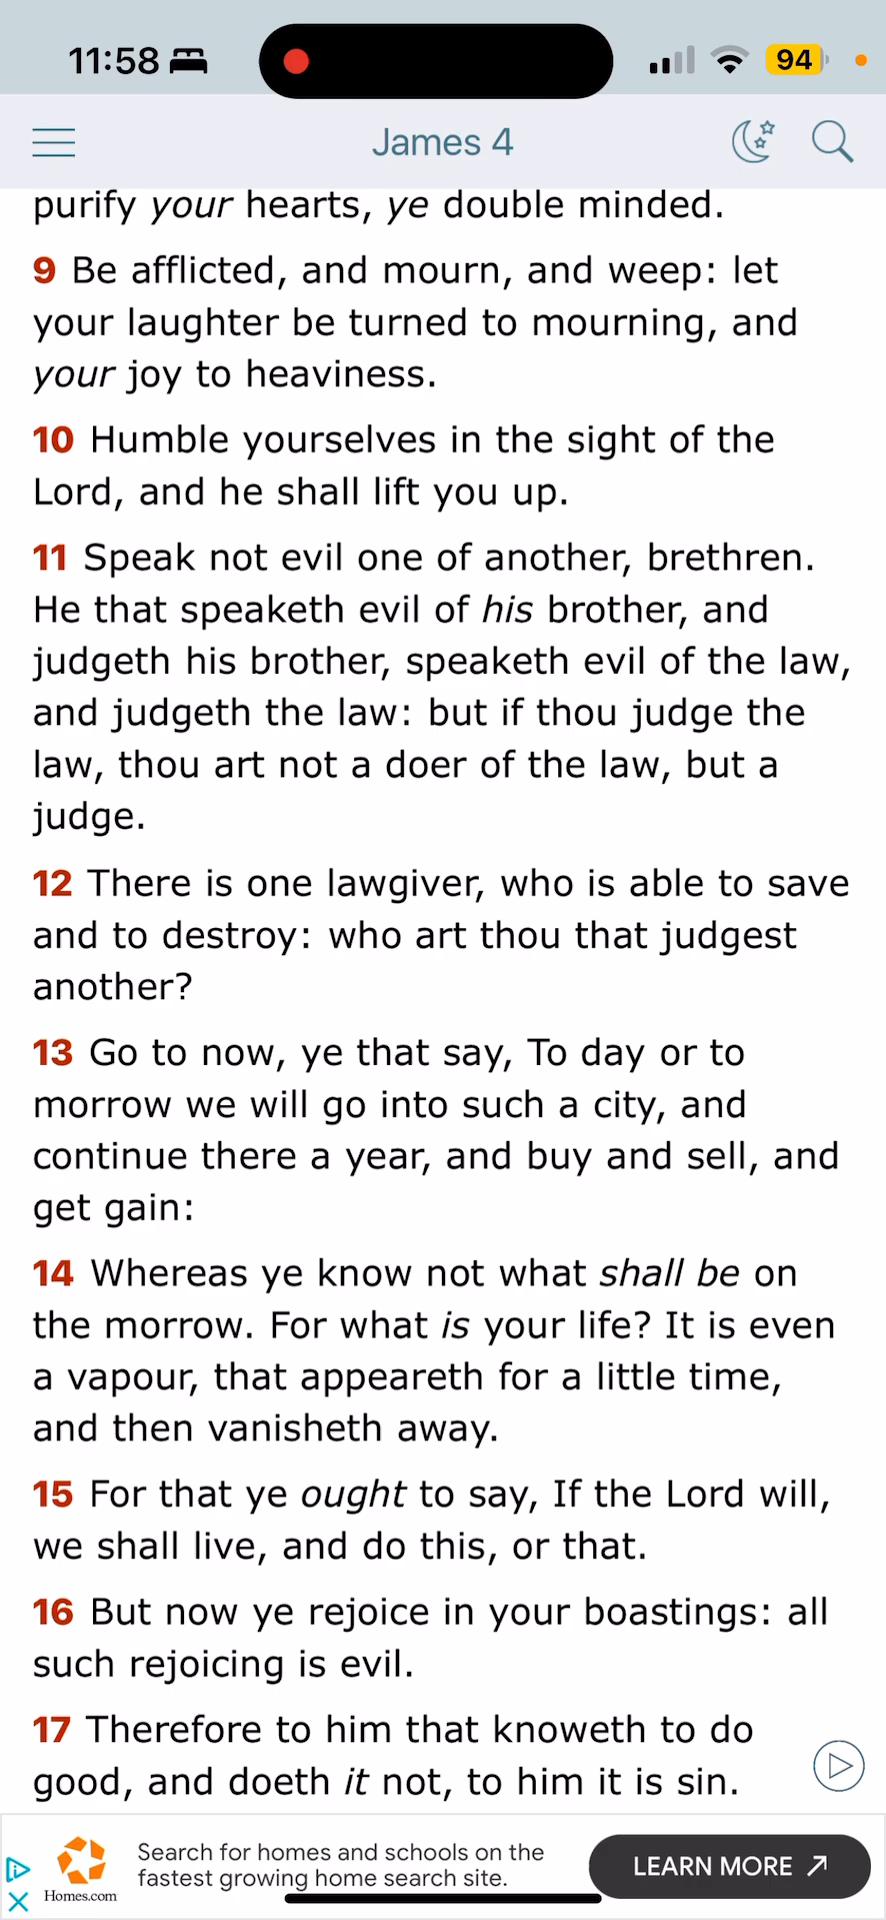 11:58
94
James 4
purify your hearts, ye double minded.
9 Be afflicted, and mourn, and weep: let
your laughter be turned to mourning, and
your joy to heaviness.
10 Humble yourselves in the sight of the
Lord, and he shall lift you up.
11 Speak not evil one of another, brethren.
He that speaketh evil of his brother, and
judgeth his brother, speaketh evil of the law,
and judgeth the law: but if thou judge the
law, thou art not a doer of the law, but a
judge.
12 There is one lawgiver, who is able to save
and to destroy: who art thou that judgest
another?
13 Go to now, ye that say, To day or to
morrow we will go into such a city, and
continue there a year, and buy and sell, and
get gain:
14 Whereas ye know not what shall be on
the morrow. For what is your life? It is even
a vapour, that appeareth for a little time,
and then vanisheth away.
15 For that ye ought to say, If the Lord will,
we shall live, and do this, or that.
16 But now ye rejoice in your boastings: all
such rejoicing is evil.
17 Therefore to him that knoweth to do
good, and doeth it not, to him it is sin.
Search for homes and schools on the
fastest growing home search site.
Homes.com
LEARN MORE